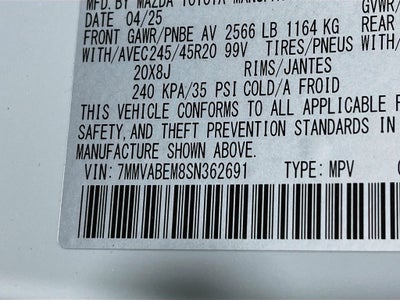 MFD. BY MAZDA TOYOTA MANUF
DATE 04/25 GVWR/
FRONT GAWR/PNBE AV 2566 LB 1164 KG REAR
WITH/AVEC245/45R20 99V TIRES/PNEUS WITH/
20X8J RIMS/JANTES
240 KPA/35 PSI COLD/A FROID
THIS VEHICLE CONFORMS TO ALL APPLICABLE F
SAFETY, AND THEFT PREVENTION STANDARDS IN
MANUFACTURE SHOWN ABOVE.
VIN: 7MMVABEM8SN362691 TYPE: MPV